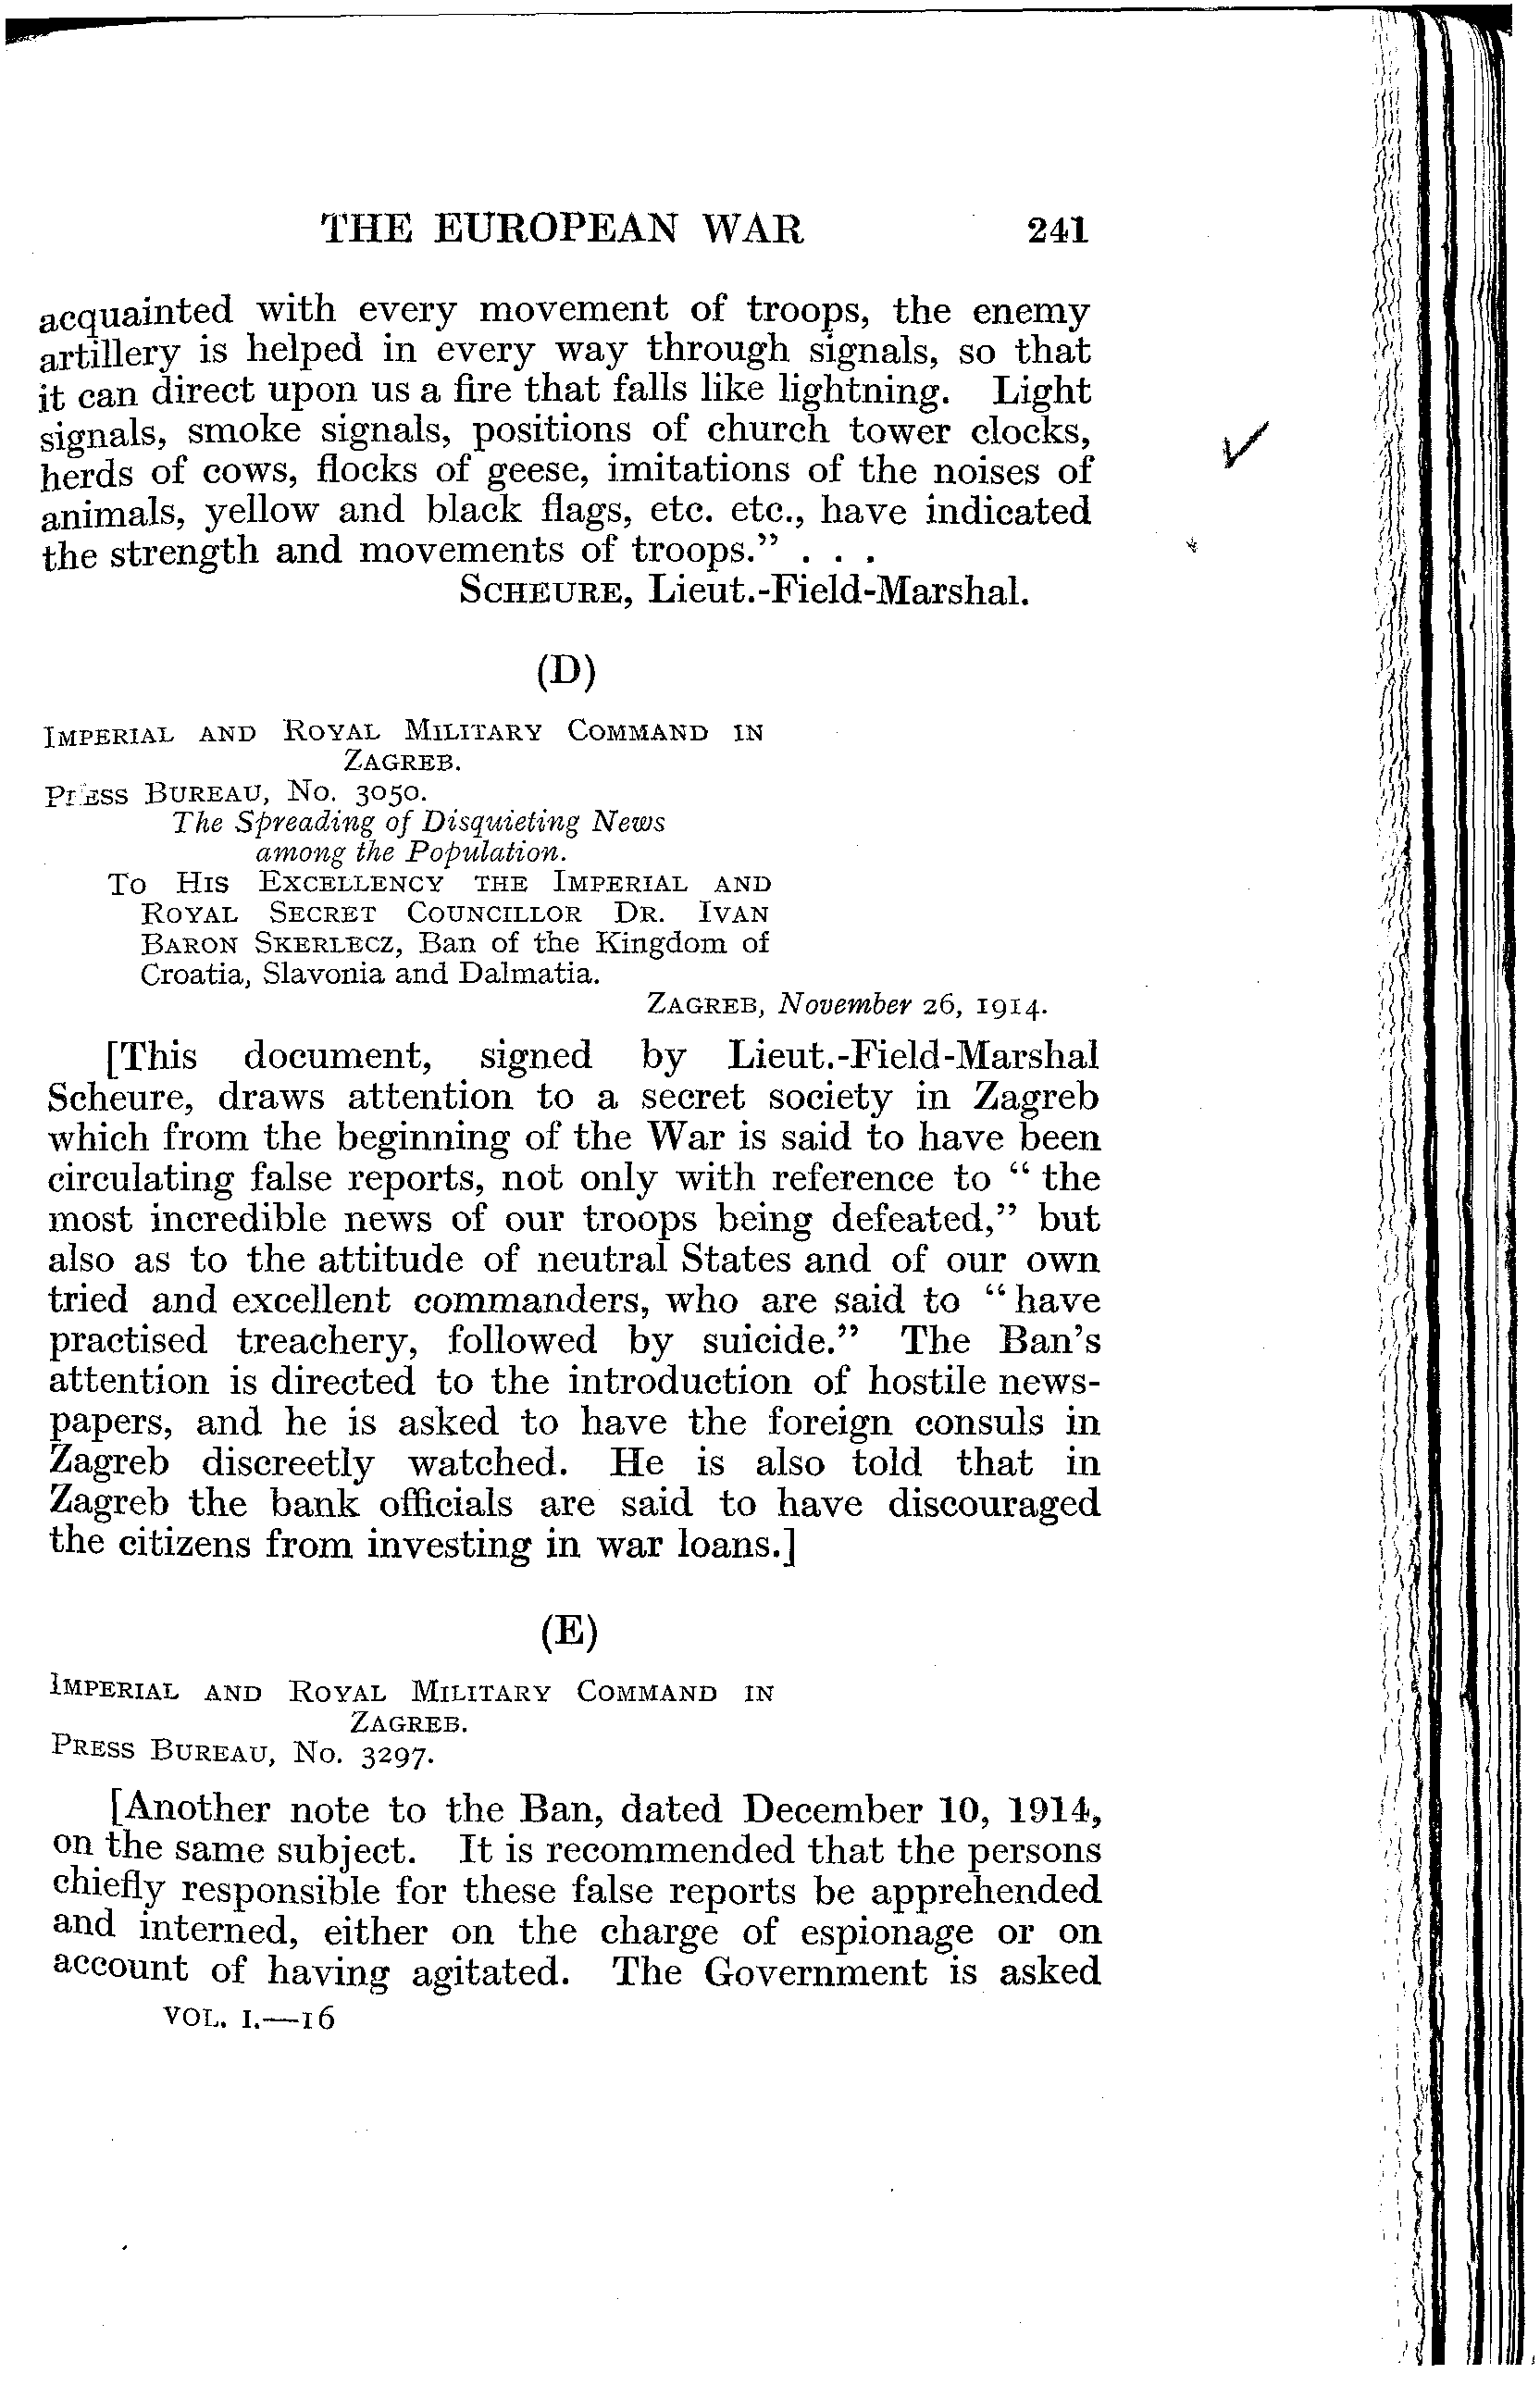 THE EUROPEAN WAR 241
acquainted with every movement of troops, the enemy
artillery is helped in every way through signals, so that
it can direct upon us a fire that falls like lightning. Light
signals, smoke signals, positions of church tower clocks,
herds of cows, flocks of geese, imitations of the noises of
animals, yellow and black flags, etc. etc., have indicated
the strength and movements of troops." . . .
SCHEURE, Lieut.-Field-Marshal.
(D)
IMPERIAL AND ROYAL MILITARY COMMAND IN
ZAGREB.
PRESS BUREAU, No. 3050.
The Spreading of Disquieting News
among the Population.
TO HIS EXCELLENCY THE IMPERIAL AND
ROYAL SECRET COUNCILLOR DR. IVAN
BARON SKERLECZ, Ban of the Kingdom of
Croatia, Slavonia and Dalmatia.
ZAGREB, November 26, 1914.
[This document, signed by Lieut.-Field-Marshal
Scheure, draws attention to a secret society in Zagreb
which from the beginning of the War is said to have been
circulating false reports, not only with reference to "the
most incredible news of our troops being defeated," but
also as to the attitude of neutral States and of our own
tried and excellent commanders, who are said to "have
practised treachery, followed by suicide." The Ban's
attention is directed to the introduction of hostile news-
papers, and he is asked to have the foreign consuls in
Zagreb discreetly watched. He is also told that in
Zagreb the bank officials are said to have discouraged
the citizens from investing in war loans.]
(E)
IMPERIAL AND ROYAL MILITARY COMMAND IN
ZAGREB.
PRESS BUREAU, No. 3297.
[Another note to the Ban, dated December 10, 1914,
on the same subject. It is recommended that the persons
chiefly responsible for these false reports be apprehended
and interned, either on the charge of espionage or on
account of having agitated. The Government is asked
VOL. I.—16